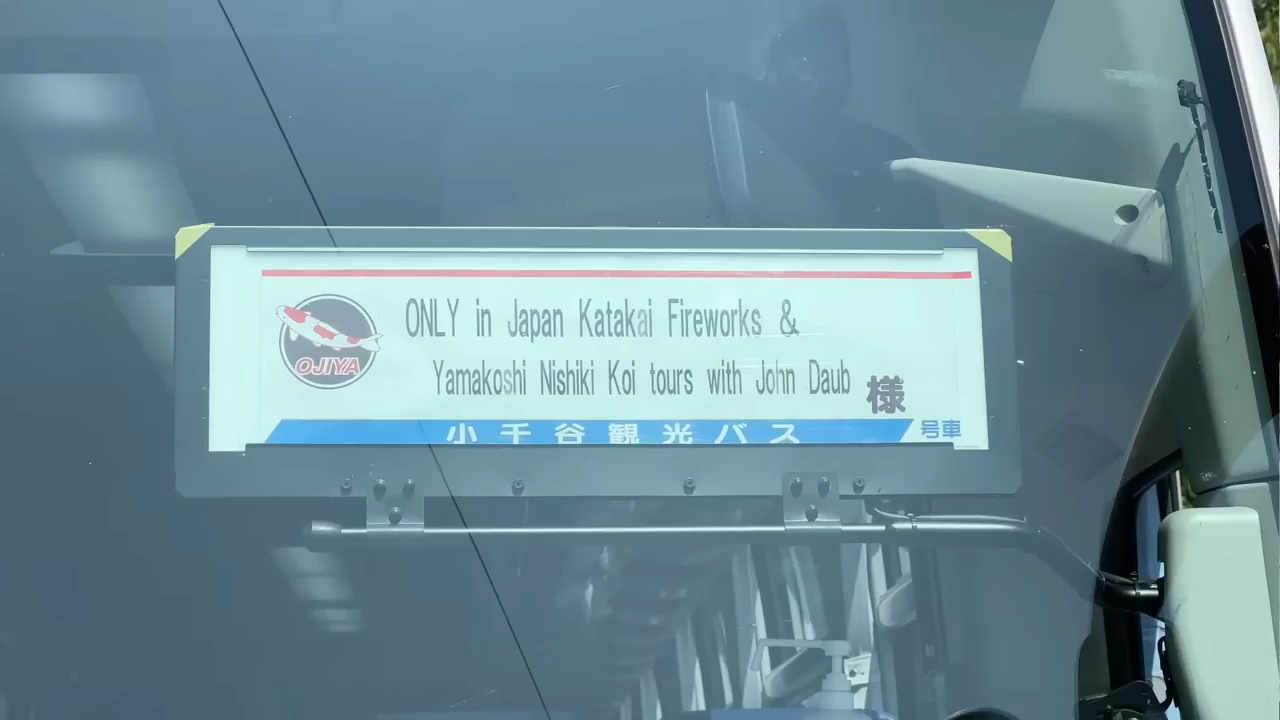 ONLY in Japan Katakai Fireworks &
Yamakoshi Nishiki Koi tours with John Daub 様
OJIYA
小千谷観光バス
号車